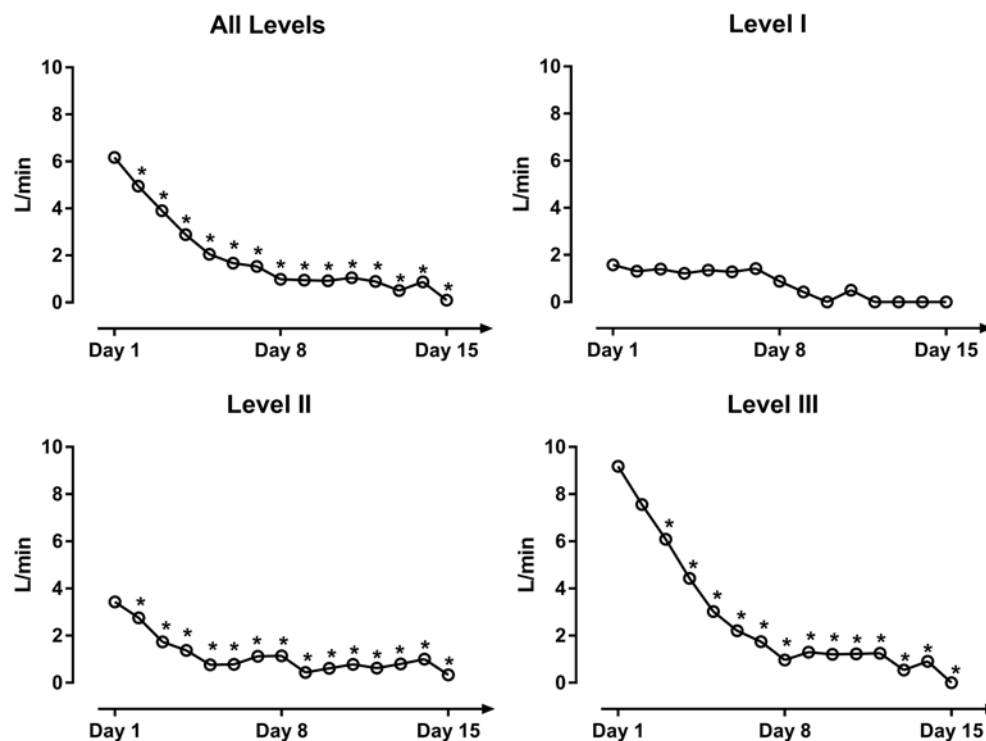 All Levels
10
8
6
4
2
0
L/min
* * * * * * * * * * * * * *
Day 1 Day 8 Day 15
Level I
10
8
6
4
2
0
L/min
Day 1 Day 8 Day 15
Level II
10
8
6
4
2
0
L/min
* * * * * * * * * * * * * *
Day 1 Day 8 Day 15
Level III
10
8
6
4
2
0
L/min
* * * * * * * * * * * * *
Day 1 Day 8 Day 15